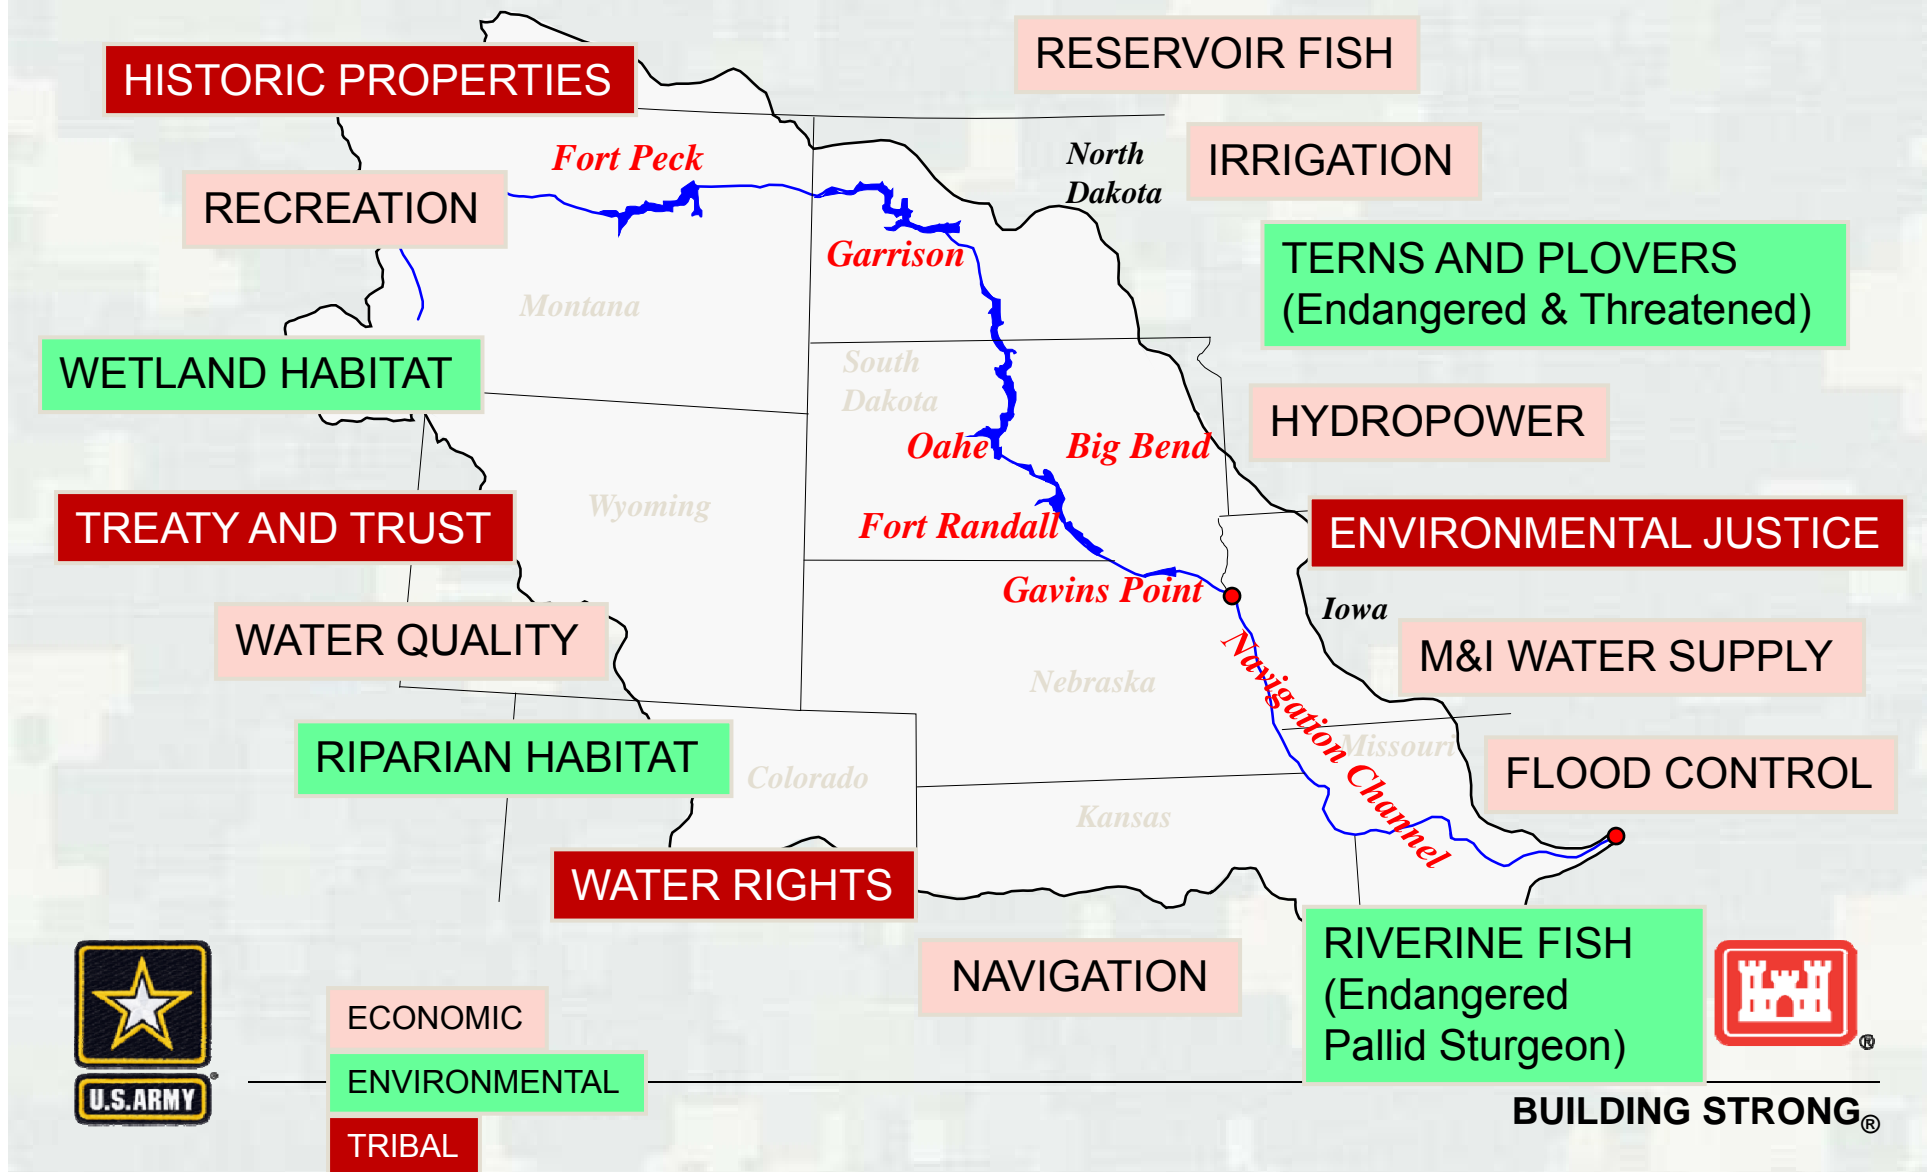 HISTORIC PROPERTIES
RESERVOIR FISH
Fort Peck
North
Dakota
IRRIGATION
RECREATION
Garrison
TERNS AND PLOVERS
(Endangered & Threatened)
Montana
WETLAND HABITAT
South
Dakota
HYDROPOWER
Oahe
Big Bend
Wyoming
TREATY AND TRUST
Fort Randall
ENVIRONMENTAL JUSTICE
Gavins Point
Iowa
WATER QUALITY
M&I WATER SUPPLY
Nebraska
Navigation Channel
RIPARIAN HABITAT
Missouri
Colorado
FLOOD CONTROL
Kansas
WATER RIGHTS
NAVIGATION
RIVERINE FISH
(Endangered
Pallid Sturgeon)
ECONOMIC
ENVIRONMENTAL
TRIBAL
U.S.ARMY
®
BUILDING STRONG®